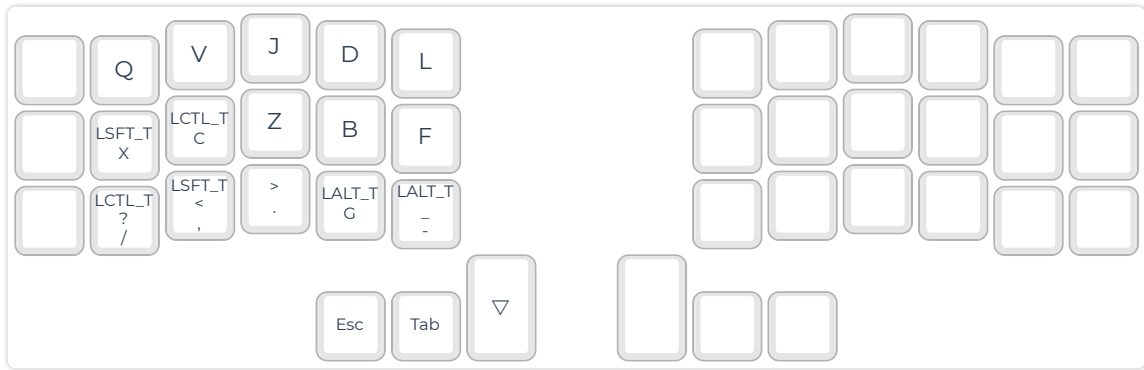 Q
V
J
D
L
LSFT_T
X
LCTL_T
C
Z
B
F
LCTL_T
?
/
LSFT_T
<
,
>
.
LALT_T
G
LALT_T
_
-
Esc
Tab
▽